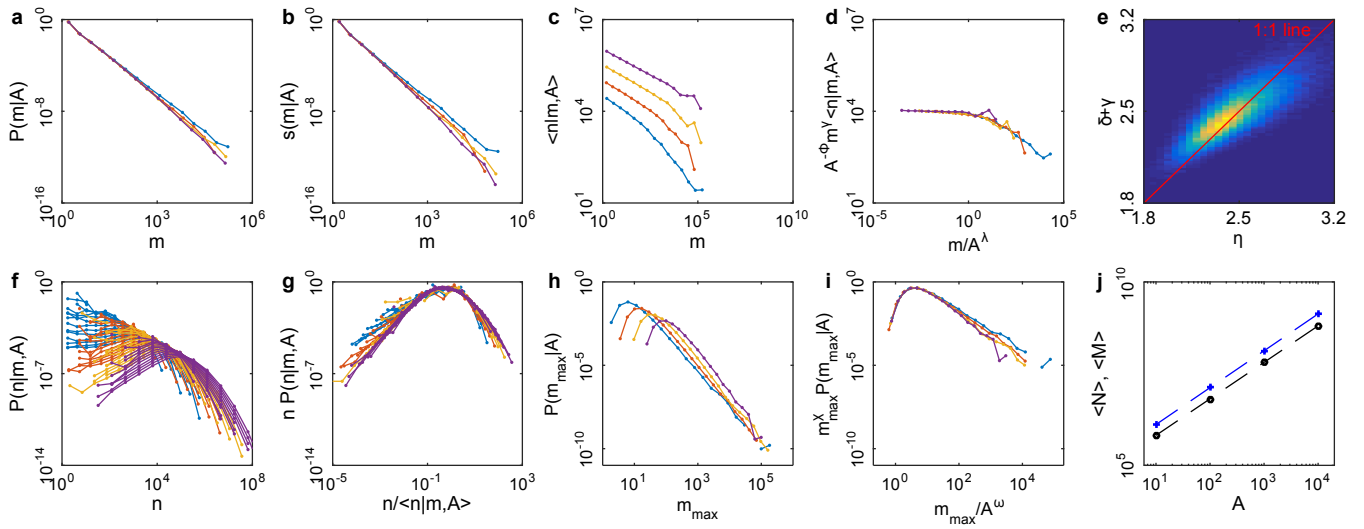 a
10^0
10^-8
10^-16
P(m|A)
10^0
10^3
10^6
m
b
10^0
10^-8
10^-16
s(m|A)
10^0
10^3
10^6
m
c
10^7
10^4
10^1
<n|m,A>
10^0
10^5
10^10
m
d
10^7
10^4
10^1
A^-Φ m^γ <n|m,A>
10^-5
10^0
10^5
m/A^λ
e
3.2
2.5
1.8
δ+γ
1:1 line
1.8
2.5
3.2
η
f
10^0
10^-7
10^-14
P(n|m,A)
10^0
10^2
10^4
10^6
10^8
n
g
10^0
10^-7
10^-14
n P(n|m,A)
10^-5
10^-1
10^3
n/<n|m,A>
h
10^0
10^-5
10^-10
P(m_max|A)
10^0
10^3
10^5
m_max
i
10^0
10^-5
10^-10
m_max^χ P(m_max|A)
10^0
10^2
10^4
m_max/A^ω
j
10^10
10^5
<N>, <M>
10^1
10^2
10^3
10^4
A